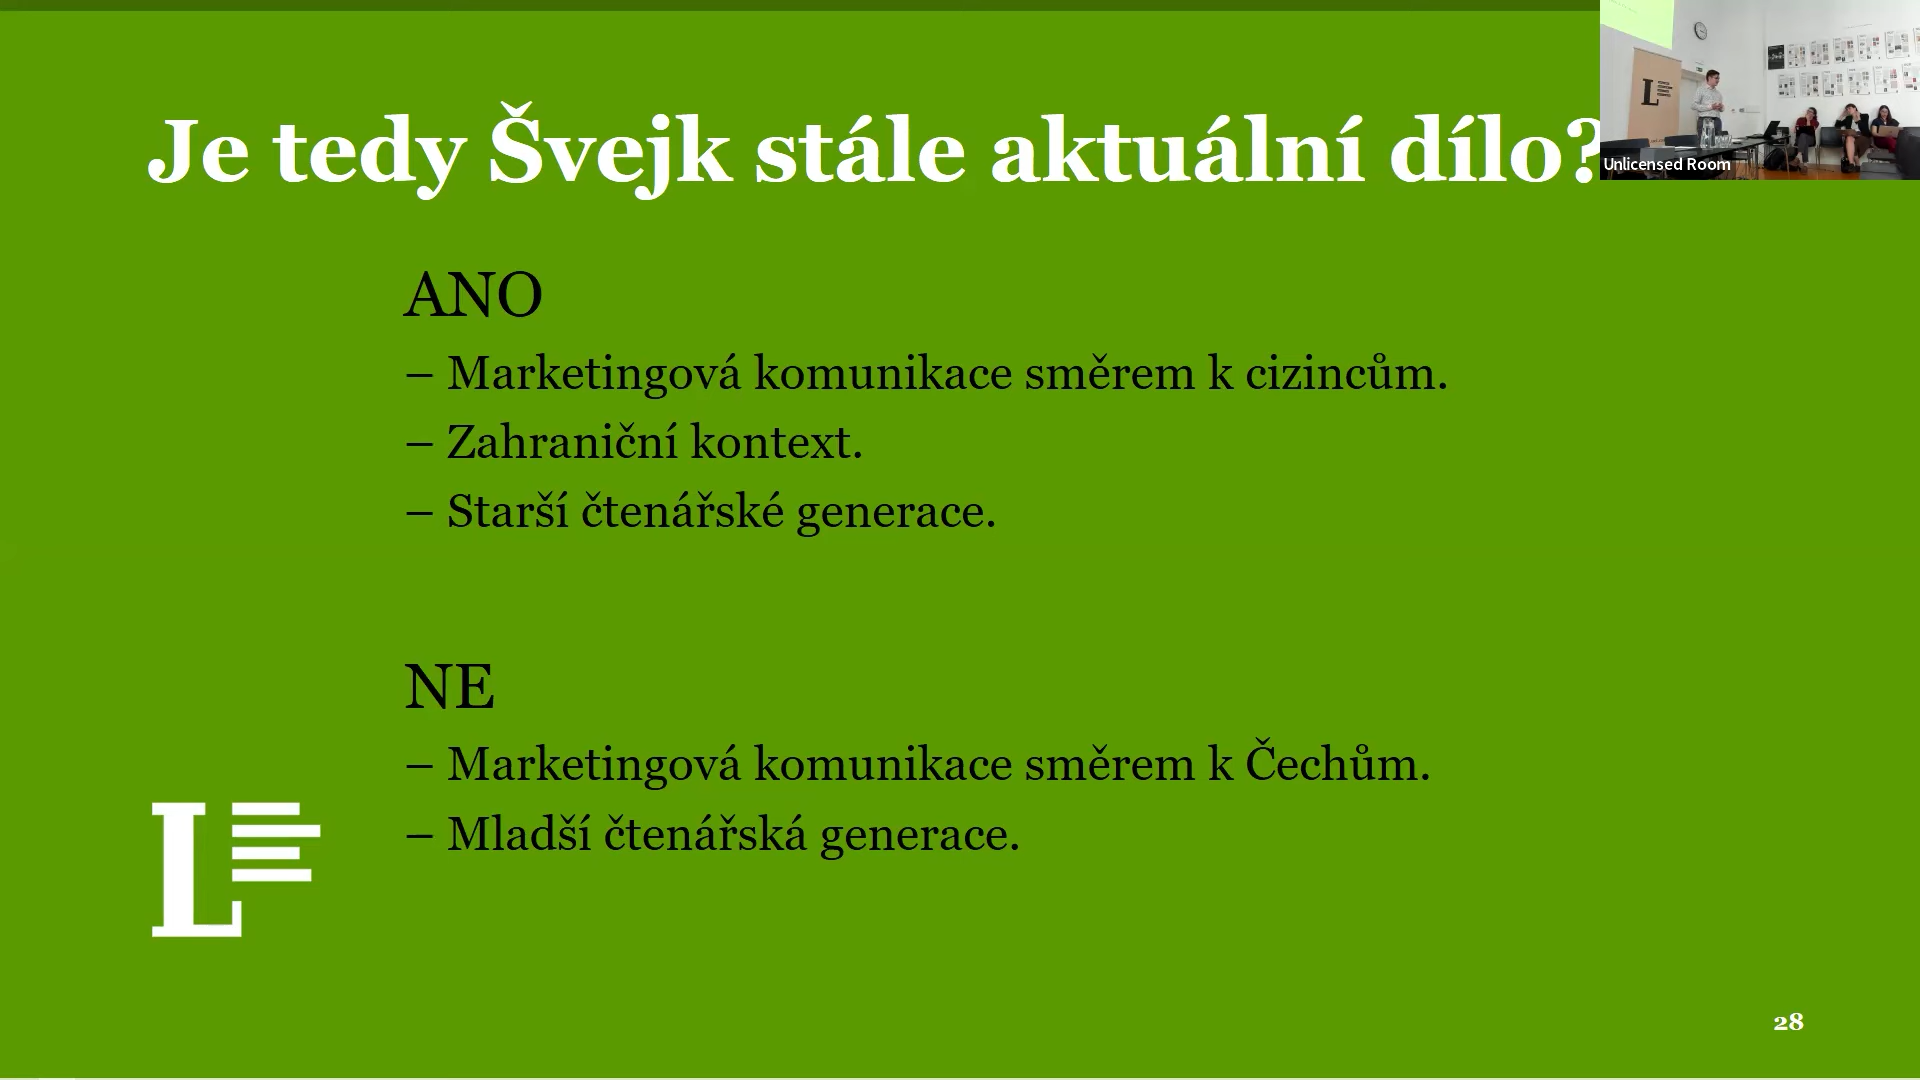 Je tedy Švejk stále aktuální dílo?
Unlicensed Room
ANO
– Marketingová komunikace směrem k cizincům.
– Zahraniční kontext.
– Starší čtenářské generace.
NE
– Marketingová komunikace směrem k Čechům.
– Mladší čtenářská generace.
L
28